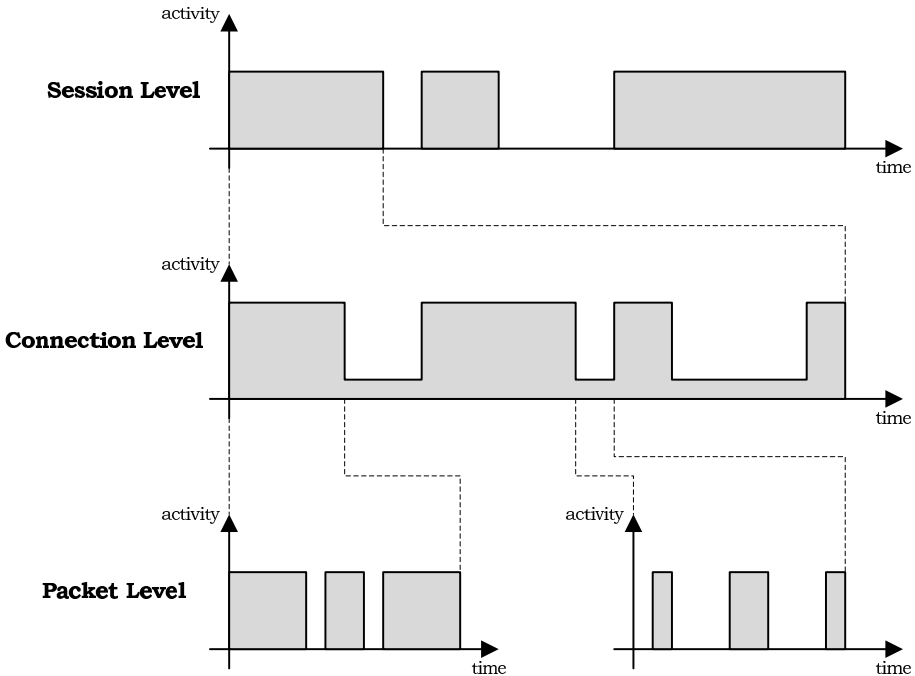 activity
Session Level
time
activity
Connection Level
time
activity
activity
Packet Level
time
time